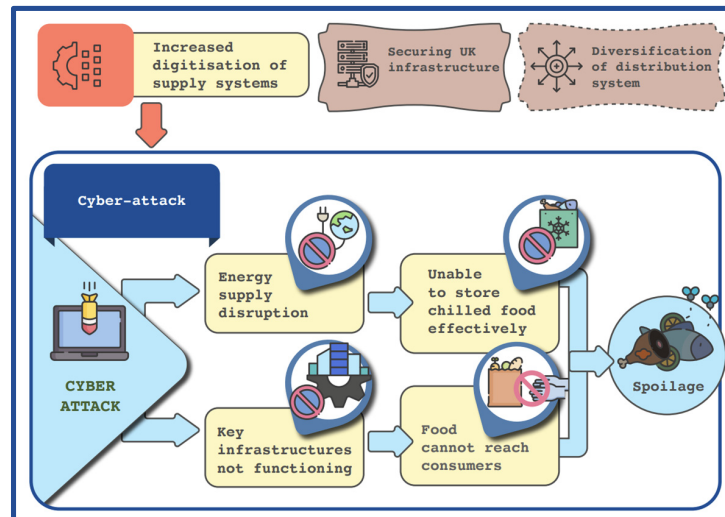 Increased
digitisation of
supply systems
Securing UK
infrastructure
Diversification
of distribution
system
Cyber-attack
Energy
supply
disruption
Unable
to store
chilled food
effectively
CYBER
ATTACK
Spoilage
Key
infrastructures
not functioning
Food
cannot reach
consumers